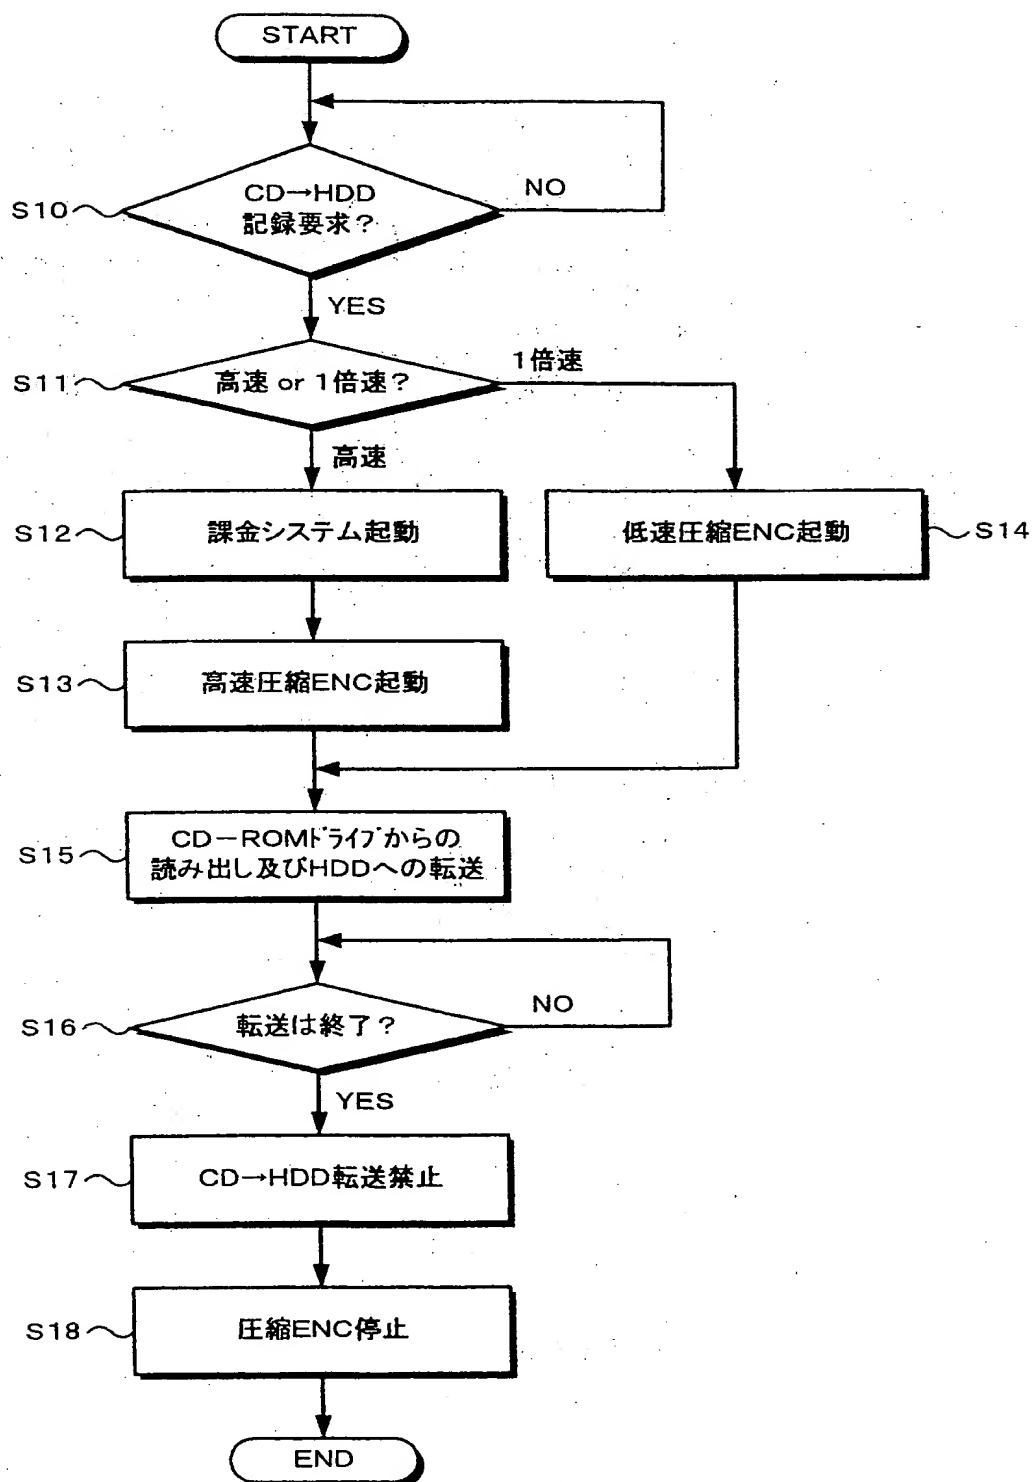 START
S10
CD→HDD
記録要求?
NO
YES
S11
高速 or 1倍速?
1倍速
高速
S12
課金システム起動
低速圧縮ENC起動
S14
S13
高速圧縮ENC起動
S15
CD−ROMドライブからの
読み出し及びHDDへの転送
S16
転送は終了?
NO
YES
S17
CD→HDD転送禁止
S18
圧縮ENC停止
END